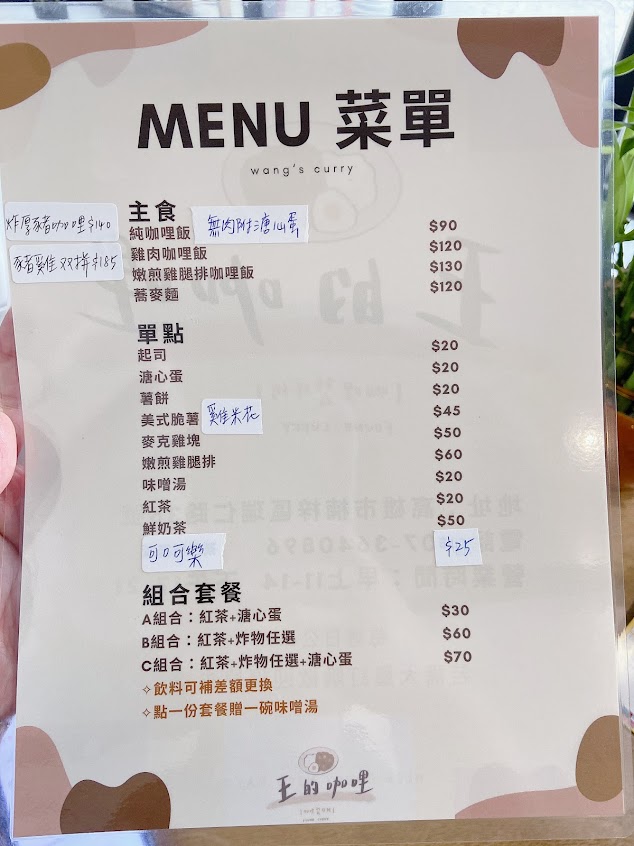 MENU 菜單
wang's curry
主食
純咖哩飯 無肉附溏心蛋 $90
雞肉咖哩飯 $120
嫩煎雞腿排咖哩飯 $130
蕎麥麵 $120
炸厚豬咖哩 $140
豬雞双拼 $185
單點
起司 $20
溏心蛋 $20
薯餅 $20
美式脆薯 雞米花 $45
麥克雞塊 $50
嫩煎雞腿排 $60
味噌湯 $20
紅茶 $20
鮮奶茶 $50
可口可樂 $25
組合套餐
A組合：紅茶+溏心蛋 $30
B組合：紅茶+炸物任選 $60
C組合：紅茶+炸物任選+溏心蛋 $70
✧飲料可補差額更換
✧點一份套餐贈一碗味噌湯
王的咖哩